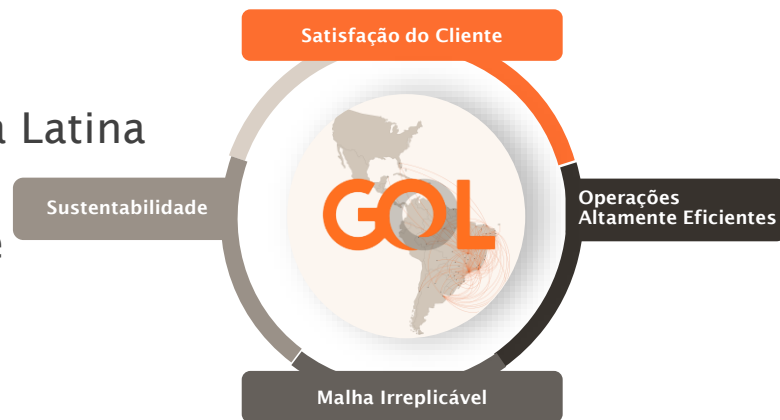 Satisfação do Cliente
Latina
Sustentabilidade
GOL
Operações
Altamente Eficientes
Malha Irreplicável